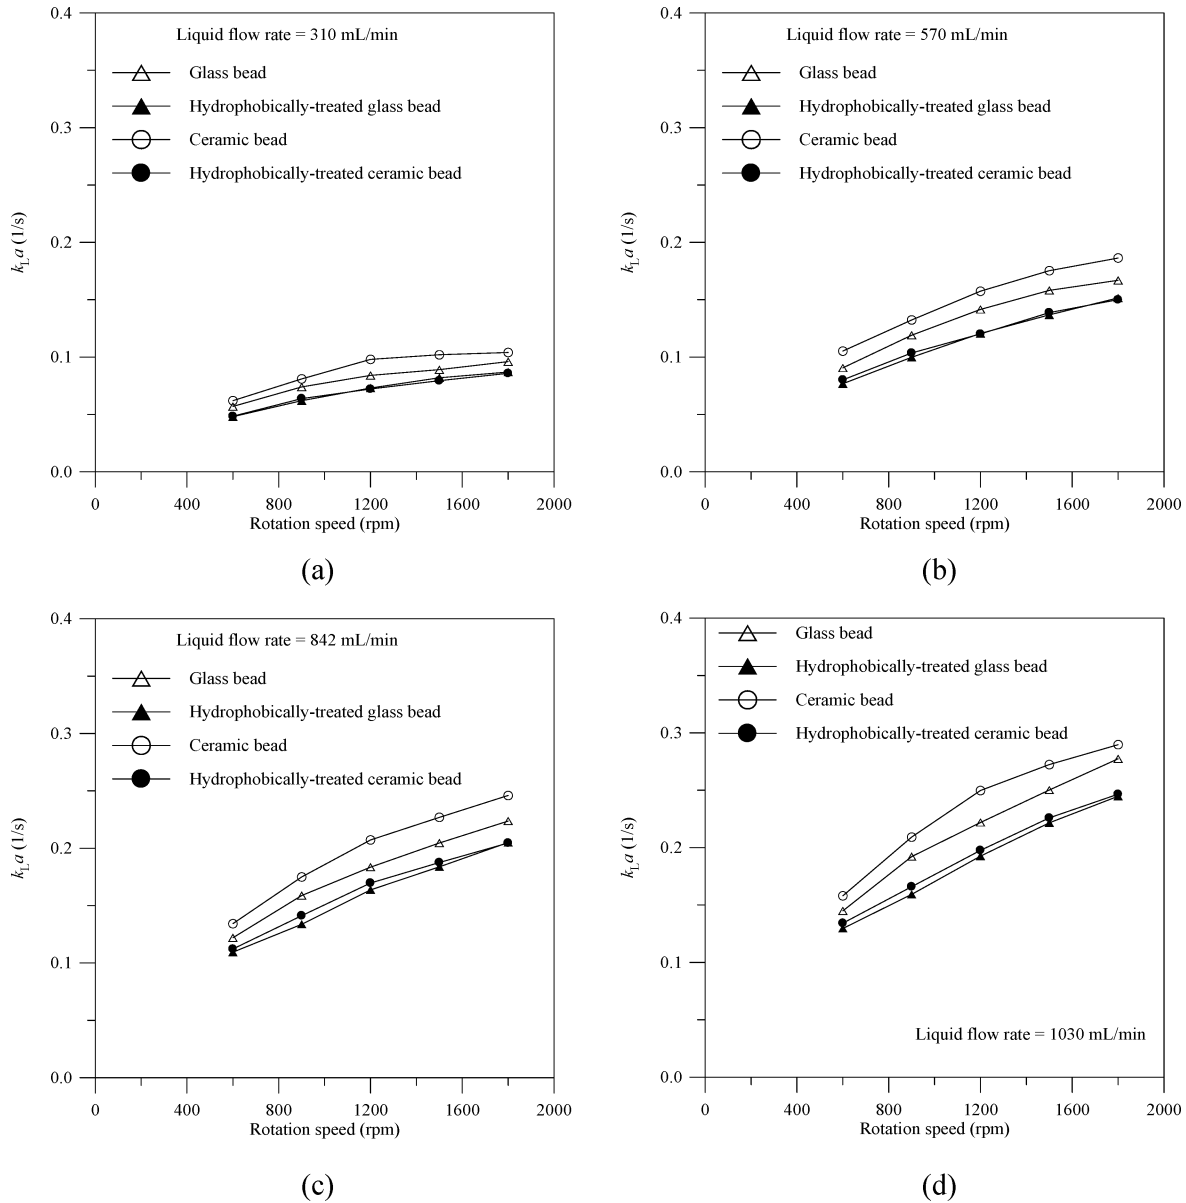 0.4
Liquid flow rate = 310 mL/min
Glass bead
Hydrophobically-treated glass bead
0.3
Ceramic bead
Hydrophobically-treated ceramic bead
kLa (1/s)
0.2
0.1
0.0
0 400 800 1200 1600 2000
Rotation speed (rpm)
(a)
0.4
Liquid flow rate = 570 mL/min
Glass bead
Hydrophobically-treated glass bead
0.3
Ceramic bead
Hydrophobically-treated ceramic bead
kLa (1/s)
0.2
0.1
0.0
0 400 800 1200 1600 2000
Rotation speed (rpm)
(b)
0.4
Liquid flow rate = 842 mL/min
Glass bead
Hydrophobically-treated glass bead
0.3
Ceramic bead
Hydrophobically-treated ceramic bead
kLa (1/s)
0.2
0.1
0.0
0 400 800 1200 1600 2000
Rotation speed (rpm)
(c)
0.4
Glass bead
Hydrophobically-treated glass bead
Ceramic bead
0.3
Hydrophobically-treated ceramic bead
kLa (1/s)
0.2
0.1
Liquid flow rate = 1030 mL/min
0.0
0 400 800 1200 1600 2000
Rotation speed (rpm)
(d)